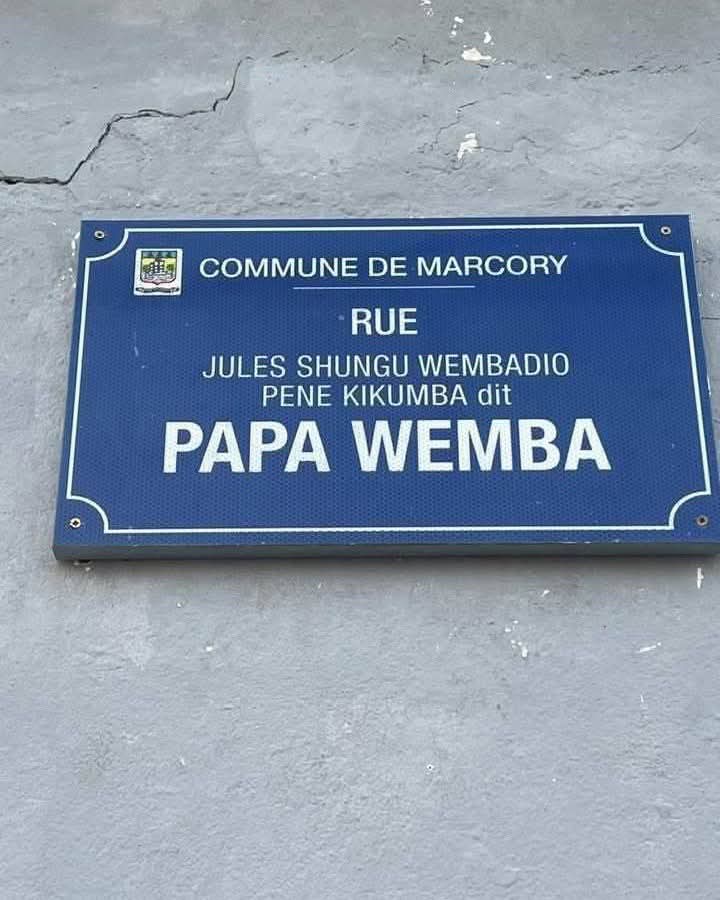 COMMUNE DE MARCORY
RUE
JULES SHUNGU WEMBADIO
PENE KIKUMBA dit
PAPA WEMBA